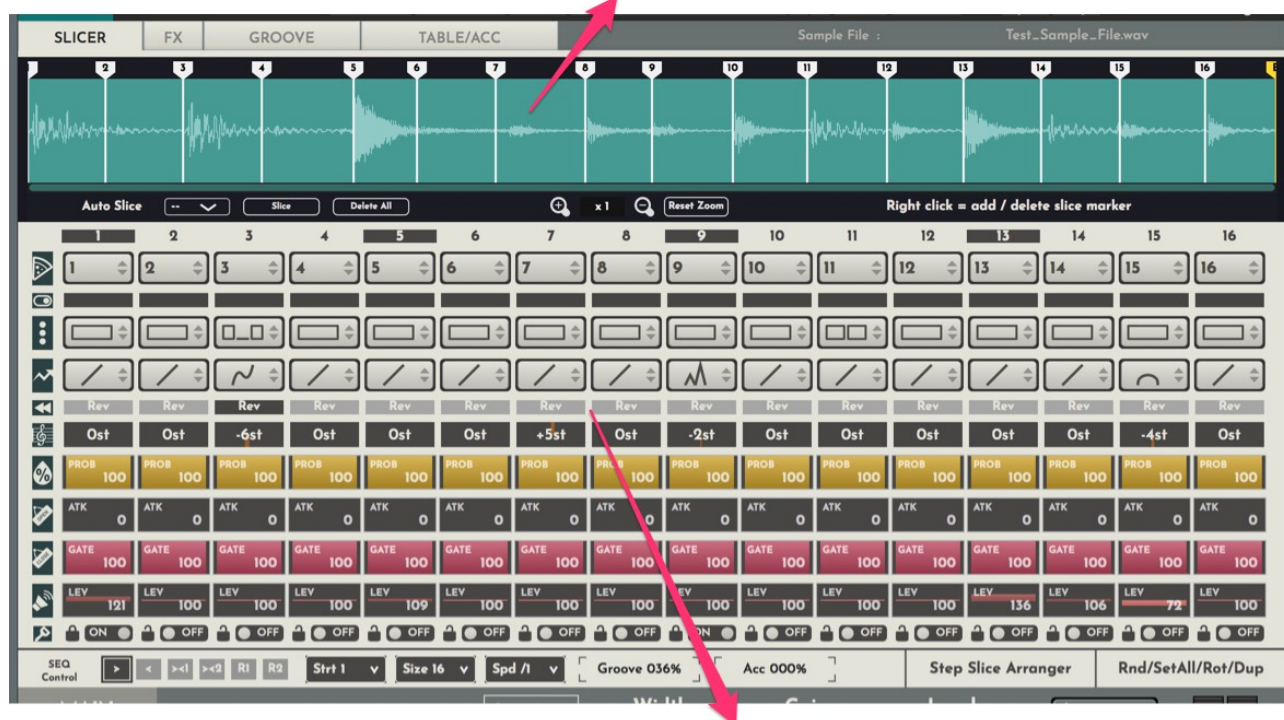 SLICER FX GROOVE TABLE/ACC Sample File : Test_Sample_File.wav
2 3 4 5 6 7 8 9 10 11 12 13 14 15 16 E
Auto Slice -- Slice Delete All x 1 Reset Zoom Right click = add / delete slice marker
1 2 3 4 5 6 7 8 9 10 11 12 13 14 15 16
1 2 3 4 5 6 7 8 9 10 11 12 13 14 15 16
Rev Rev Rev Rev Rev Rev Rev Rev Rev Rev Rev Rev Rev Rev Rev Rev
0st 0st -6st 0st 0st 0st +5st 0st -2st 0st 0st 0st 0st 0st -4st 0st
% PROB 100 PROB 100 PROB 100 PROB 100 PROB 100 PROB 100 PROB 100 PROB 100 PROB 100 PROB 100 PROB 100 PROB 100 PROB 100 PROB 100 PROB 100 PROB 100
ATK 0 ATK 0 ATK 0 ATK 0 ATK 0 ATK 0 ATK 0 ATK 0 ATK 0 ATK 0 ATK 0 ATK 0 ATK 0 ATK 0 ATK 0 ATK 0
GATE 100 GATE 100 GATE 100 GATE 100 GATE 100 GATE 100 GATE 100 GATE 100 GATE 100 GATE 100 GATE 100 GATE 100 GATE 100 GATE 100 GATE 100 GATE 100
LEV 121 LEV 100 LEV 100 LEV 100 LEV 109 LEV 100 LEV 100 LEV 100 LEV 100 LEV 100 LEV 100 LEV 100 LEV 136 LEV 106 LEV 72 LEV 100
ON OFF OFF OFF OFF OFF OFF OFF ON OFF OFF OFF OFF OFF OFF OFF
SEQ Control > < ><1 ><2 R1 R2 Strt 1 Size 16 Spd /1 Groove 036% Acc 000% Step Slice Arranger Rnd/SetAll/Rot/Dup